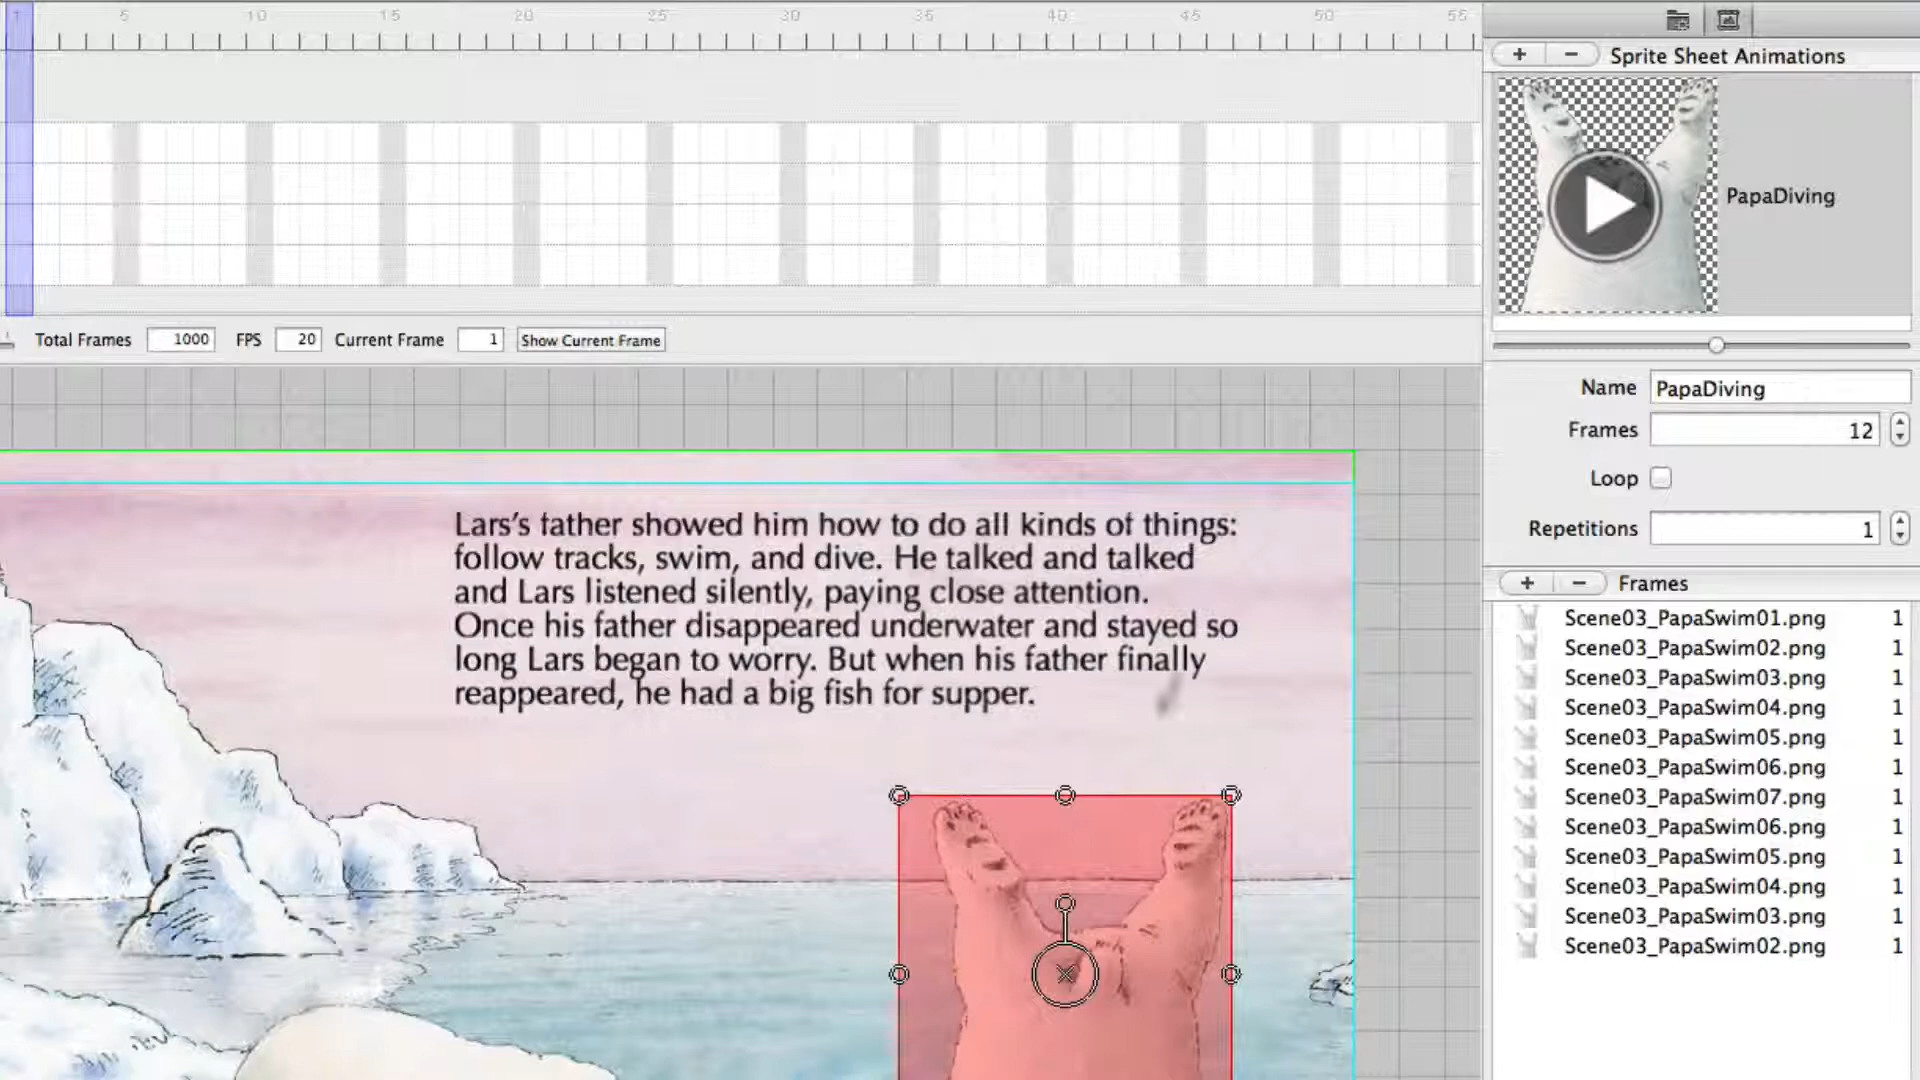 1 5 10 15 20 25 30 35 40 45 50 55
+ − Sprite Sheet Animations
PapaDiving
Total Frames 1000 FPS 20 Current Frame 1 Show Current Frame
Name PapaDiving
Frames 12
Loop
Repetitions 1
+ − Frames
Scene03_PapaSwim01.png 1
Scene03_PapaSwim02.png 1
Scene03_PapaSwim03.png 1
Scene03_PapaSwim04.png 1
Scene03_PapaSwim05.png 1
Scene03_PapaSwim06.png 1
Scene03_PapaSwim07.png 1
Scene03_PapaSwim06.png 1
Scene03_PapaSwim05.png 1
Scene03_PapaSwim04.png 1
Scene03_PapaSwim03.png 1
Scene03_PapaSwim02.png 1
Lars's father showed him how to do all kinds of things:
follow tracks, swim, and dive. He talked and talked
and Lars listened silently, paying close attention.
Once his father disappeared underwater and stayed so
long Lars began to worry. But when his father finally
reappeared, he had a big fish for supper.